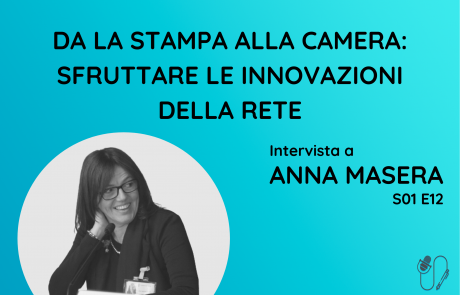 DA LA STAMPA ALLA CAMERA:
SFRUTTARE LE INNOVAZIONI
DELLA RETE
Intervista a
ANNA MASERA
S01 E12